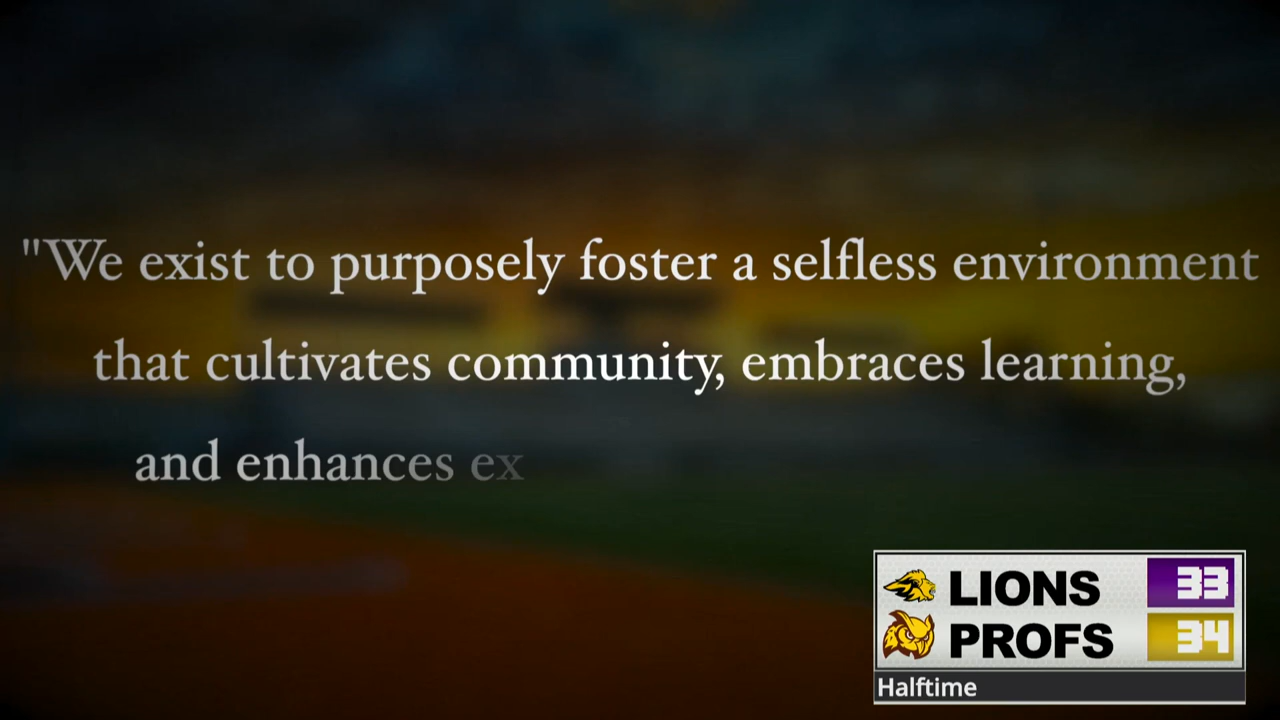 "We exist to purposely foster a selfless environment
that cultivates community, embraces learning,
and enhances ex
LIONS 33
PROFS 34
Halftime